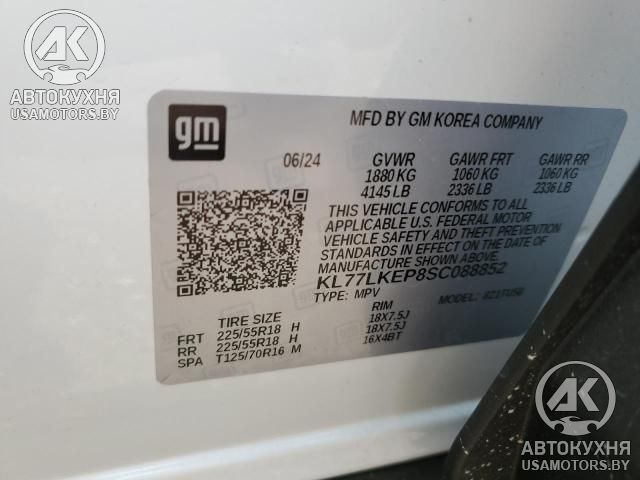 АВТОКУХНЯ
USAMOTORS.BY
gm
MFD BY GM KOREA COMPANY
06/24
GVWR GAWR FRT GAWR RR
1880 KG 1060 KG 1060 KG
4145 LB 2336 LB 2336 LB
THIS VEHICLE CONFORMS TO ALL
APPLICABLE U.S. FEDERAL MOTOR
VEHICLE SAFETY AND THEFT PREVENTION
STANDARDS IN EFFECT ON THE DATE OF
MANUFACTURE SHOWN ABOVE.
KL77LKEP8SC088852
TYPE: MPV MODEL: 821TU58
TIRE SIZE RIM
FRT 225/55R18 H 18X7.5J
RR 225/55R18 H 18X7.5J
SPA T125/70R16 M 16X4BT
AK
АВТОКУХНЯ
USAMOTORS.BY